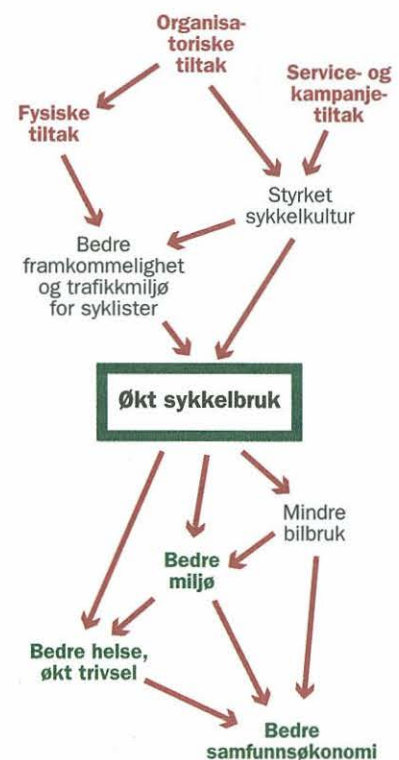 Organisa-
toriske
tiltak
Service- og
kampanje-
tiltak
Fysiske
tiltak
Styrket
sykkelkultur
Bedre
framkommelighet
og trafikkmiljø
for syklister
Økt sykkelbruk
Mindre
bilbruk
Bedre
miljø
Bedre helse,
økt trivsel
Bedre
samfunnsøkonomi